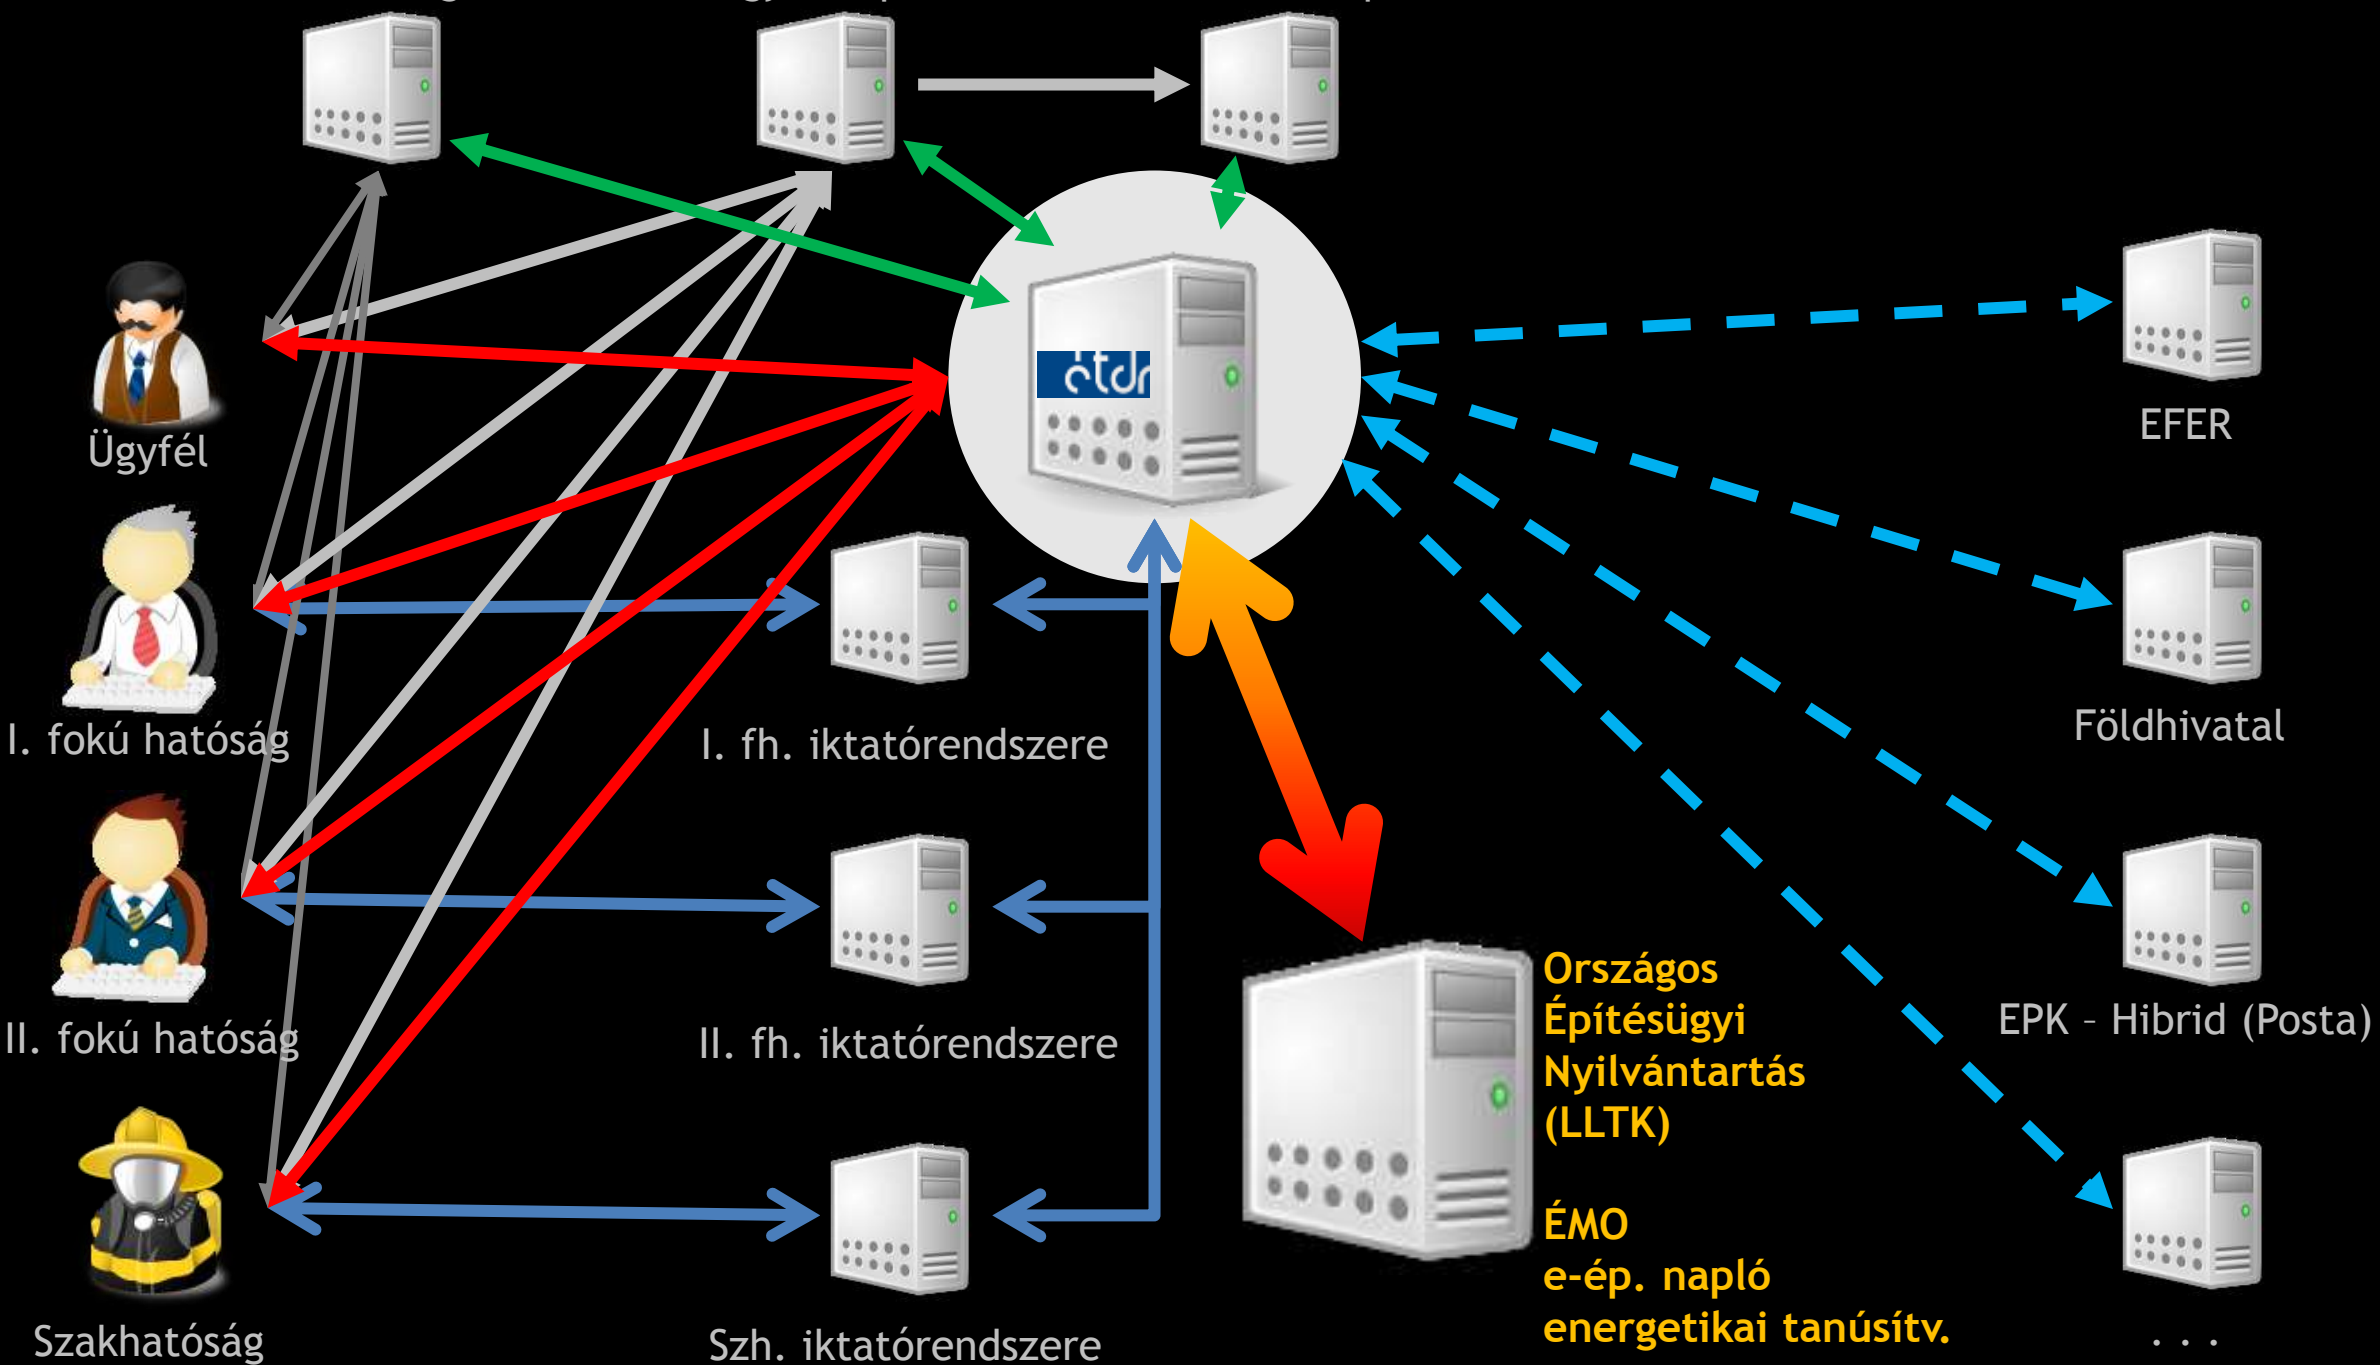 étdr
Ügyfél
EFER
I. fokú hatóság
I. fh. iktatórendszere
Földhivatal
II. fokú hatóság
II. fh. iktatórendszere
Országos
Építésügyi
Nyilvántartás
(LLTK)
EPK – Hibrid (Posta)
ÉMO
e-ép. napló
energetikai tanúsítv.
Szakhatóság
Szh. iktatórendszere
. . .